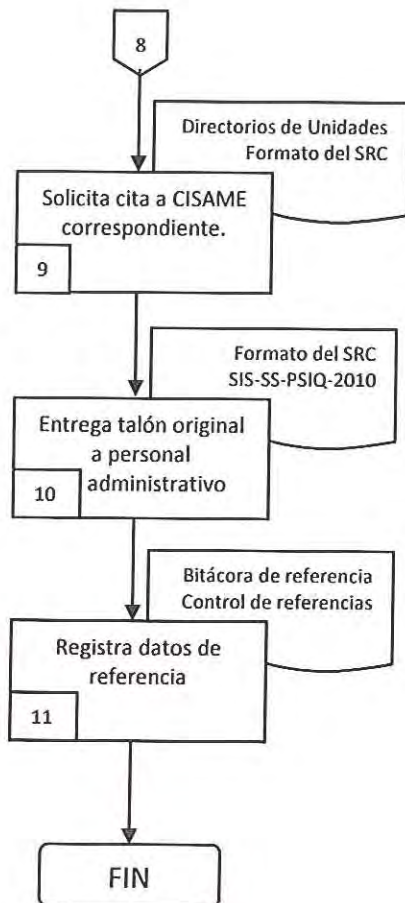 8
Directorios de Unidades
Formato del SRC
Solicita cita a CISAME
correspondiente.
9
Formato del SRC
SIS-SS-PSIQ-2010
Entrega talón original
a personal
administrativo
10
Bitácora de referencia
Control de referencias
Registra datos de
referencia
11
FIN